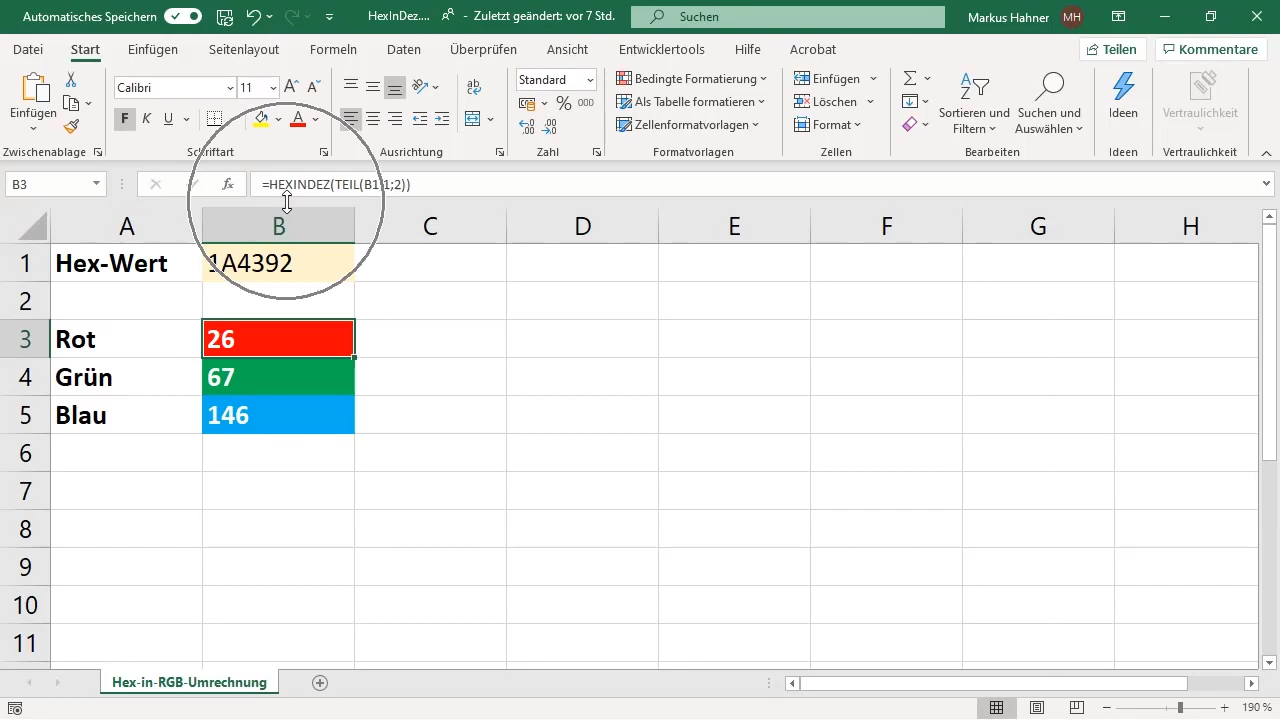 Automatisches Speichern
HexInDez.... - Zuletzt geändert: vor 7 Std.
Suchen
Markus Hahner MH
Datei Start Einfügen Seitenlayout Formeln Daten Überprüfen Ansicht Entwicklertools Hilfe Acrobat Teilen Kommentare
Einfügen
Calibri 11
F K U
Standard
% 000
Bedingte Formatierung
Als Tabelle formatieren
Zellenformatvorlagen
Einfügen
Löschen
Format
Sortieren und
Filtern
Suchen und
Auswählen
Ideen
Vertraulichkeit
Zwischenablage Schriftart Ausrichtung Zahl Formatvorlagen Zellen Bearbeiten Ideen Vertraulichkeit
B3 fx =HEXINDEZ(TEIL(B1;1;2))
A B C D E F G H
1 Hex-Wert 1A4392
2
3 Rot 26
4 Grün 67
5 Blau 146
6
7
8
9
10
11
Hex-in-RGB-Umrechnung
190 %